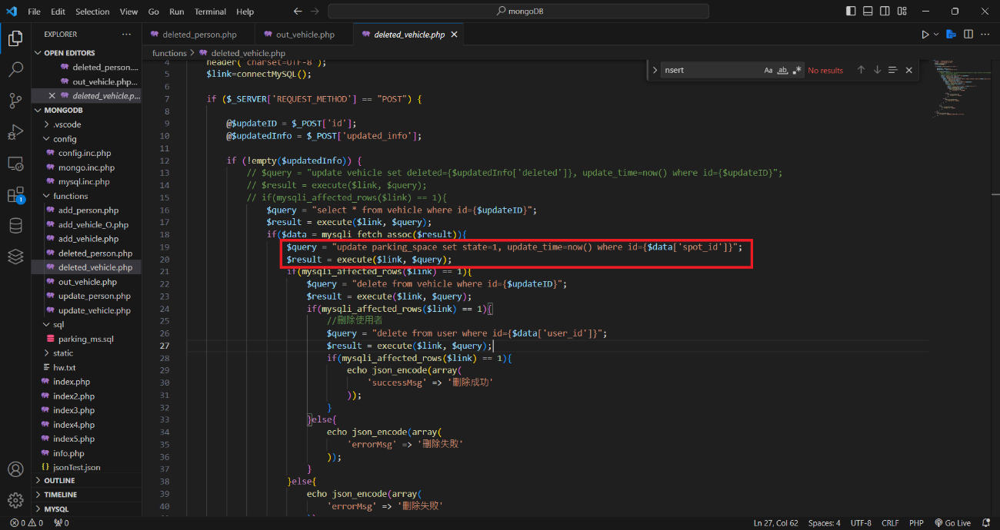 File Edit Selection View Go Run Terminal Help
mongoDB
EXPLORER
OPEN EDITORS
deleted_person....
out_vehicle.php...
deleted_vehicle.p...
MONGODB
.vscode
config
config.inc.php
mongo.inc.php
mysql.inc.php
functions
add_person.php
add_vehicle_O.php
add_vehicle.php
deleted_person.php
deleted_vehicle.php
out_vehicle.php
update_person.php
update_vehicle.php
sql
parking_ms.sql
static
hw.txt
index.php
index2.php
index3.php
index4.php
index5.php
info.php
jsonTest.json
OUTLINE
TIMELINE
MYSQL
1
deleted_person.php out_vehicle.php deleted_vehicle.php
functions > deleted_vehicle.php
nsert Aa ab No results
4 header('charset=UTF-8');
5 $link=connectMySQL();
6
7 if ($_SERVER['REQUEST_METHOD'] == "POST") {
8
9 @$updateID = $_POST['id'];
10 @$updatedInfo = $_POST['updated_info'];
11
12 if (!empty($updatedInfo)) {
13 // $query = "update vehicle set deleted={$updatedInfo['deleted']}, update_time=now() where id={$updateID}";
14 // $result = execute($link, $query);
15 // if(mysqli_affected_rows($link) == 1){
16 $query = "select * from vehicle where id={$updateID}";
17 $result = execute($link, $query);
18 if($data = mysqli_fetch_assoc($result)){
19 $query = "update parking_space set state=1, update_time=now() where id={$data['spot_id']}";
20 $result = execute($link, $query);
21 if(mysqli_affected_rows($link) == 1){
22 $query = "delete from vehicle where id={$updateID}";
23 $result = execute($link, $query);
24 if(mysqli_affected_rows($link) == 1){
25 //刪除使用者
26 $query = "delete from user where id={$data['user_id']}";
27 $result = execute($link, $query);
28 if(mysqli_affected_rows($link) == 1){
29 echo json_encode(array(
30 'successMsg' => '刪除成功'
31 ));
32 }
33 }else{
34 echo json_encode(array(
35 'errorMsg' => '刪除失敗'
36 ));
37 }
38 }else{
39 echo json_encode(array(
40 'errorMsg' => '刪除失敗'
0 0 0 Ln 27, Col 62 Spaces: 4 UTF-8 CRLF PHP Go Live